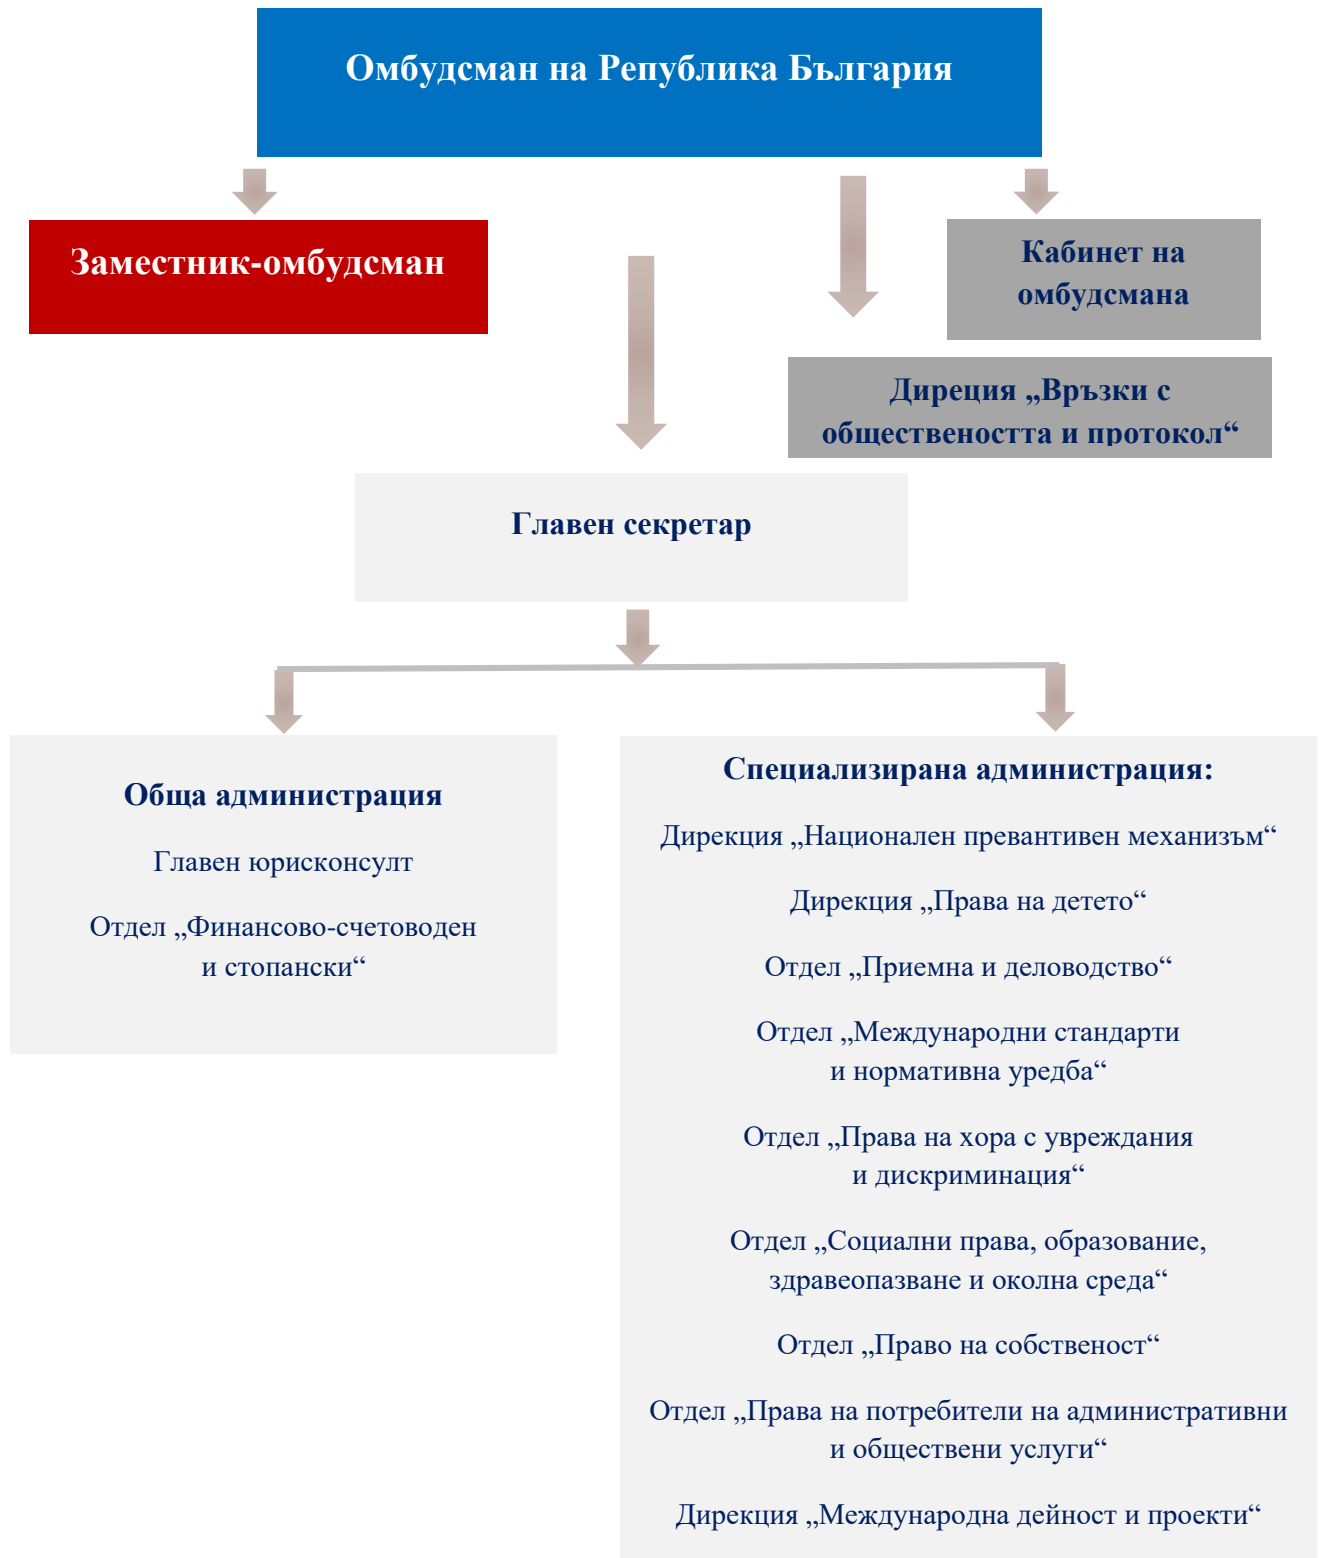 Омбудсман на Република България
Заместник-омбудсман
Кабинет на
омбудсмана
Диреция „Връзки с
обществеността и протокол“
Главен секретар
Обща администрация
Главен юрисконсулт
Отдел „Финансово-счетоводен
и стопански“
Специализирана администрация:
Дирекция „Национален превантивен механизъм“
Дирекция „Права на детето“
Отдел „Приемна и деловодство“
Отдел „Международни стандарти
и нормативна уредба“
Отдел „Права на хора с увреждания
и дискриминация“
Отдел „Социални права, образование,
здравеопазване и околна среда“
Отдел „Право на собственост“
Отдел „Права на потребители на административни
и обществени услуги“
Дирекция „Международна дейност и проекти“